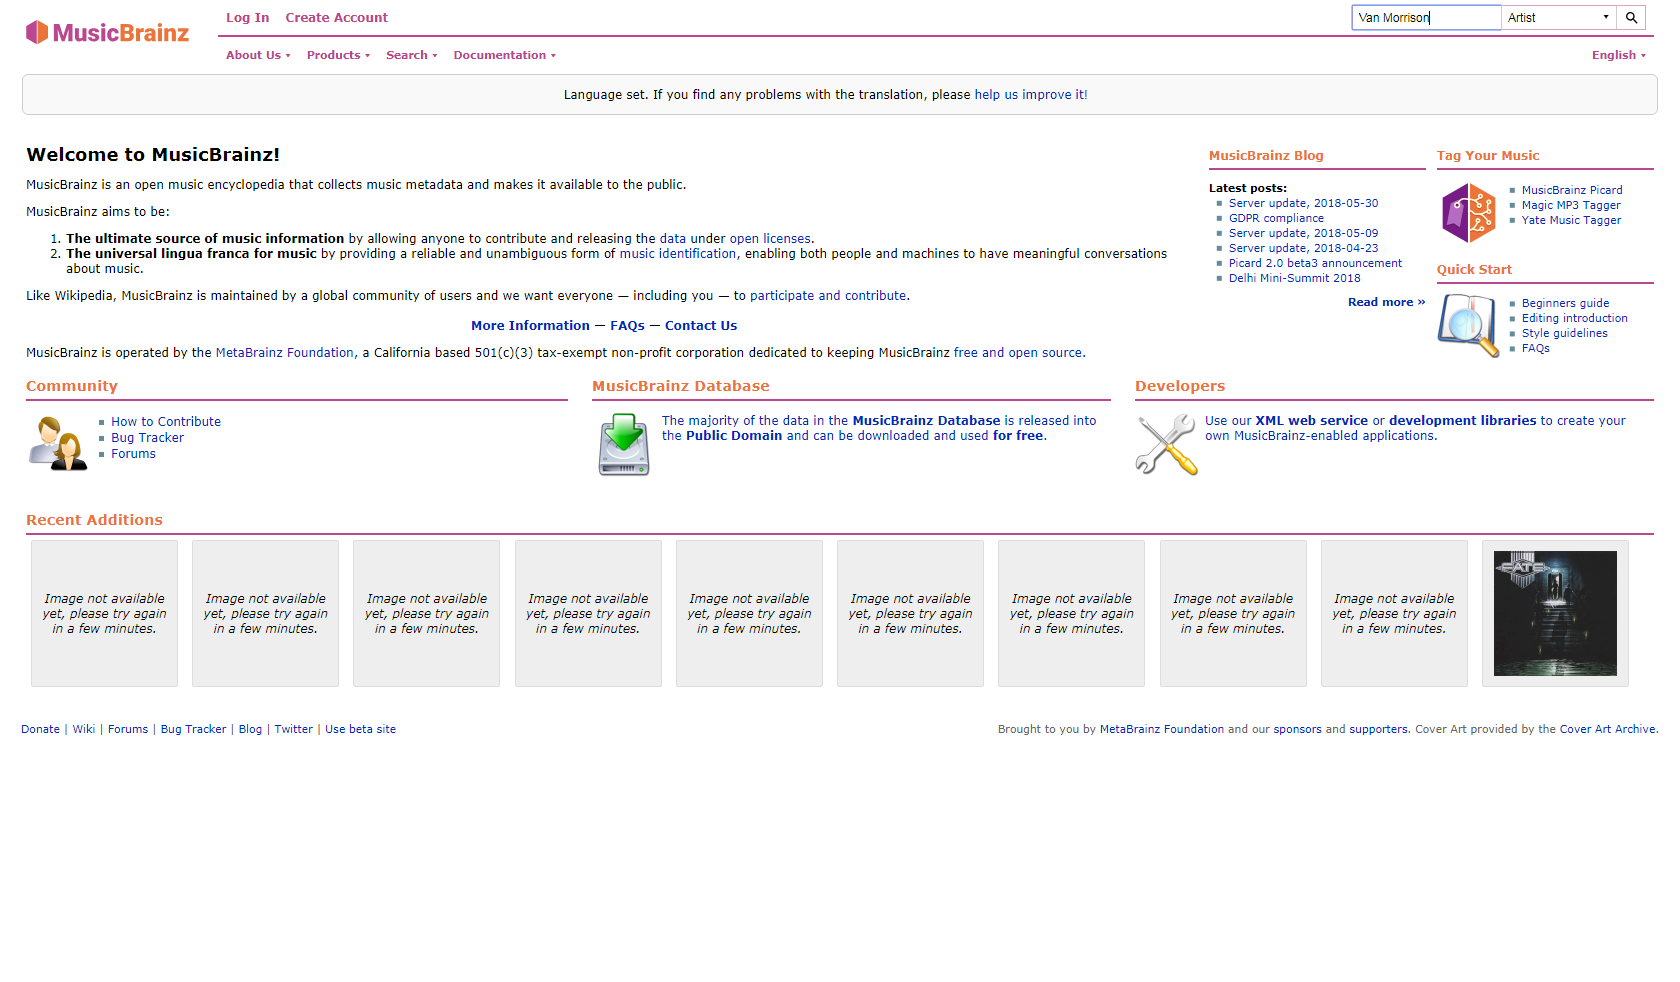 MusicBrainz
Log In Create Account
Van Morrison Artist
About Us Products Search Documentation English
Language set. If you find any problems with the translation, please help us improve it!
Welcome to MusicBrainz!
MusicBrainz is an open music encyclopedia that collects music metadata and makes it available to the public.
MusicBrainz aims to be:
1. The ultimate source of music information by allowing anyone to contribute and releasing the data under open licenses.
2. The universal lingua franca for music by providing a reliable and unambiguous form of music identification, enabling both people and machines to have meaningful conversations
about music.
Like Wikipedia, MusicBrainz is maintained by a global community of users and we want everyone — including you — to participate and contribute.
More Information — FAQs — Contact Us
MusicBrainz is operated by the MetaBrainz Foundation, a California based 501(c)(3) tax-exempt non-profit corporation dedicated to keeping MusicBrainz free and open source.
MusicBrainz Blog
Latest posts:
Server update, 2018-05-30
GDPR compliance
Server update, 2018-05-09
Server update, 2018-04-23
Picard 2.0 beta3 announcement
Delhi Mini-Summit 2018
Read more »
Tag Your Music
MusicBrainz Picard
Magic MP3 Tagger
Yate Music Tagger
Quick Start
Beginners guide
Editing introduction
Style guidelines
FAQs
Community
How to Contribute
Bug Tracker
Forums
MusicBrainz Database
The majority of the data in the MusicBrainz Database is released into
the Public Domain and can be downloaded and used for free.
Developers
Use our XML web service or development libraries to create your
own MusicBrainz-enabled applications.
Recent Additions
Image not available
yet, please try again
in a few minutes.
Image not available
yet, please try again
in a few minutes.
Image not available
yet, please try again
in a few minutes.
Image not available
yet, please try again
in a few minutes.
Image not available
yet, please try again
in a few minutes.
Image not available
yet, please try again
in a few minutes.
Image not available
yet, please try again
in a few minutes.
Image not available
yet, please try again
in a few minutes.
Image not available
yet, please try again
in a few minutes.
FATE
Donate | Wiki | Forums | Bug Tracker | Blog | Twitter | Use beta site
Brought to you by MetaBrainz Foundation and our sponsors and supporters. Cover Art provided by the Cover Art Archive.